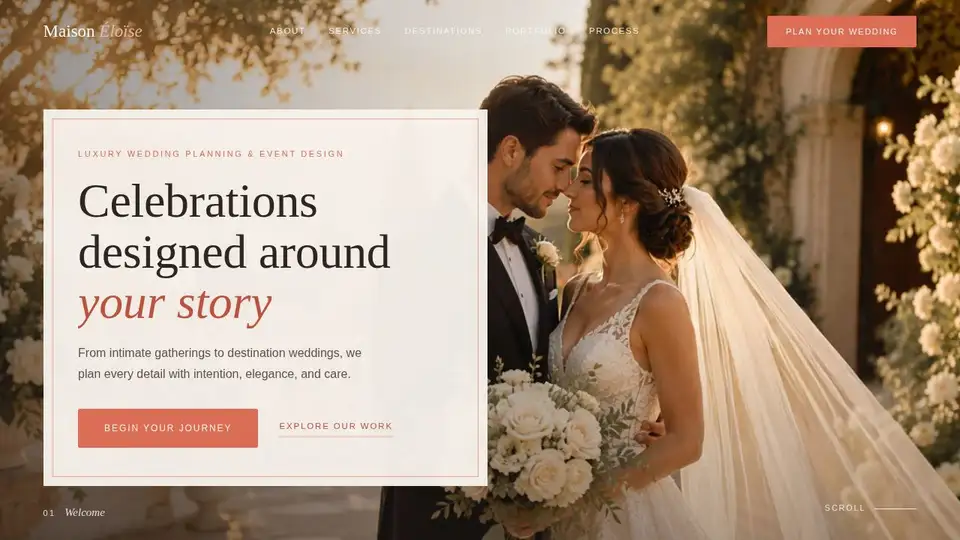 Maison Éloïse
ABOUT SERVICES DESTINATIONS PORTFOLIO PROCESS
PLAN YOUR WEDDING
LUXURY WEDDING PLANNING & EVENT DESIGN
Celebrations
designed around
your story
From intimate gatherings to destination weddings, we
plan every detail with intention, elegance, and care.
BEGIN YOUR JOURNEY
EXPLORE OUR WORK
01 Welcome
SCROLL